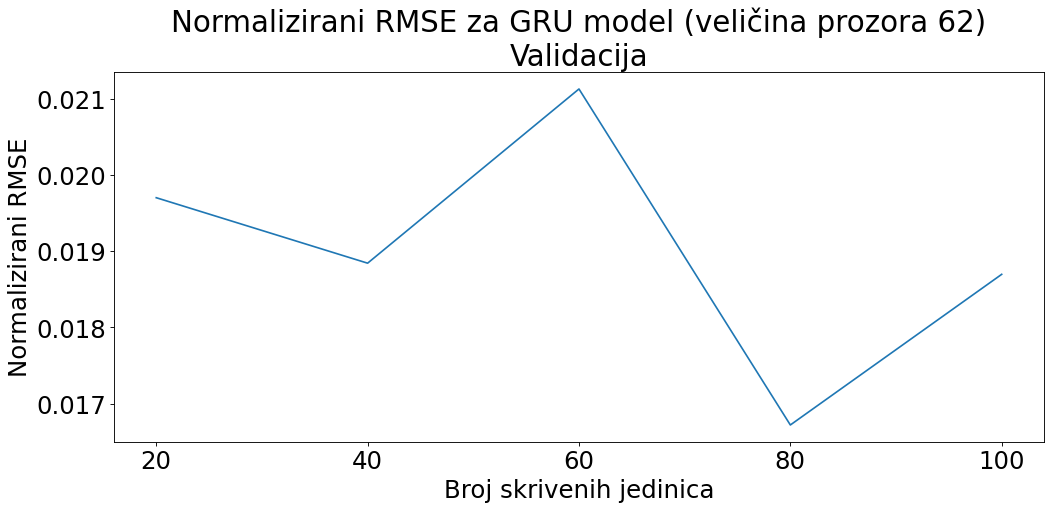 Normalizirani RMSE za GRU model (veličina prozora 62)
Validacija
Normalizirani RMSE
0.021
0.020
0.019
0.018
0.017
20 40 60 80 100
Broj skrivenih jedinica